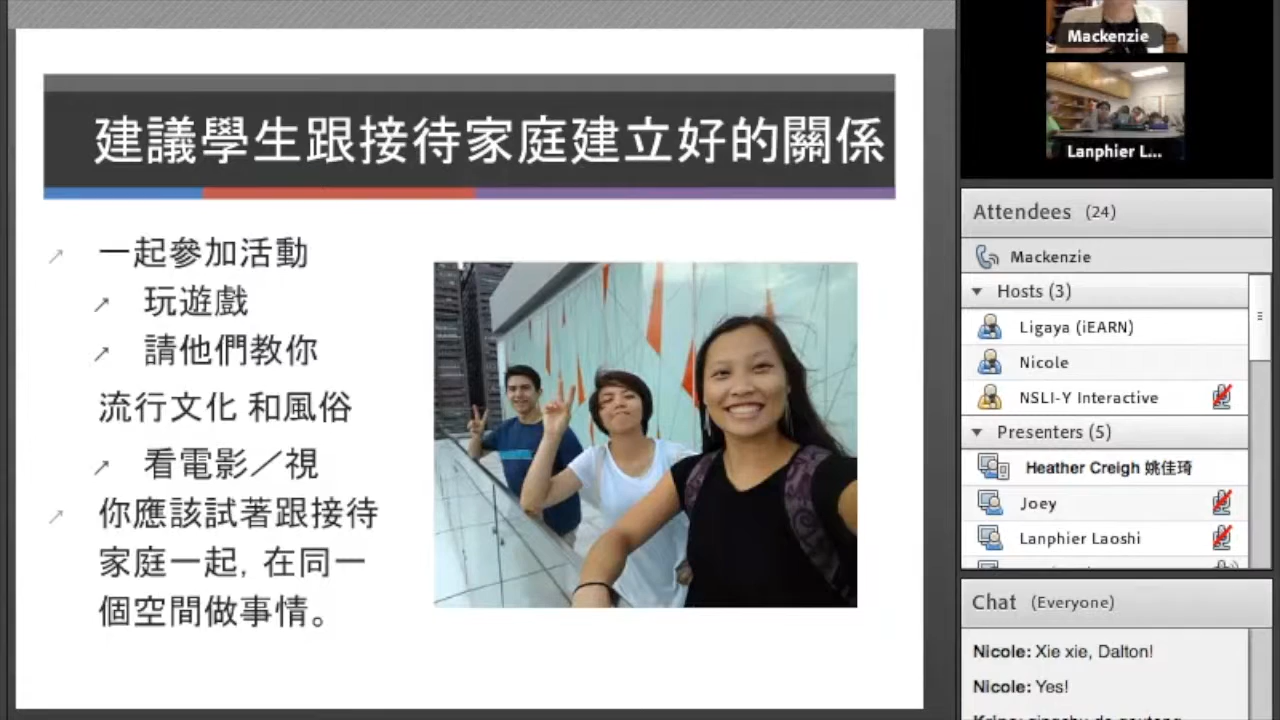 建議學生跟接待家庭建立好的關係
一起參加活動
玩遊戲
請他們教你
流行文化 和風俗
看電影／視
你應該試著跟接待
家庭一起，在同一
個空間做事情。
Mackenzie
Lanphier L...
Attendees (24)
Mackenzie
Hosts (3)
Ligaya (iEARN)
Nicole
NSLI-Y Interactive
Presenters (5)
Heather Creigh 姚佳琦
Joey
Lanphier Laoshi
Chat (Everyone)
Nicole: Xie xie, Dalton!
Nicole: Yes!